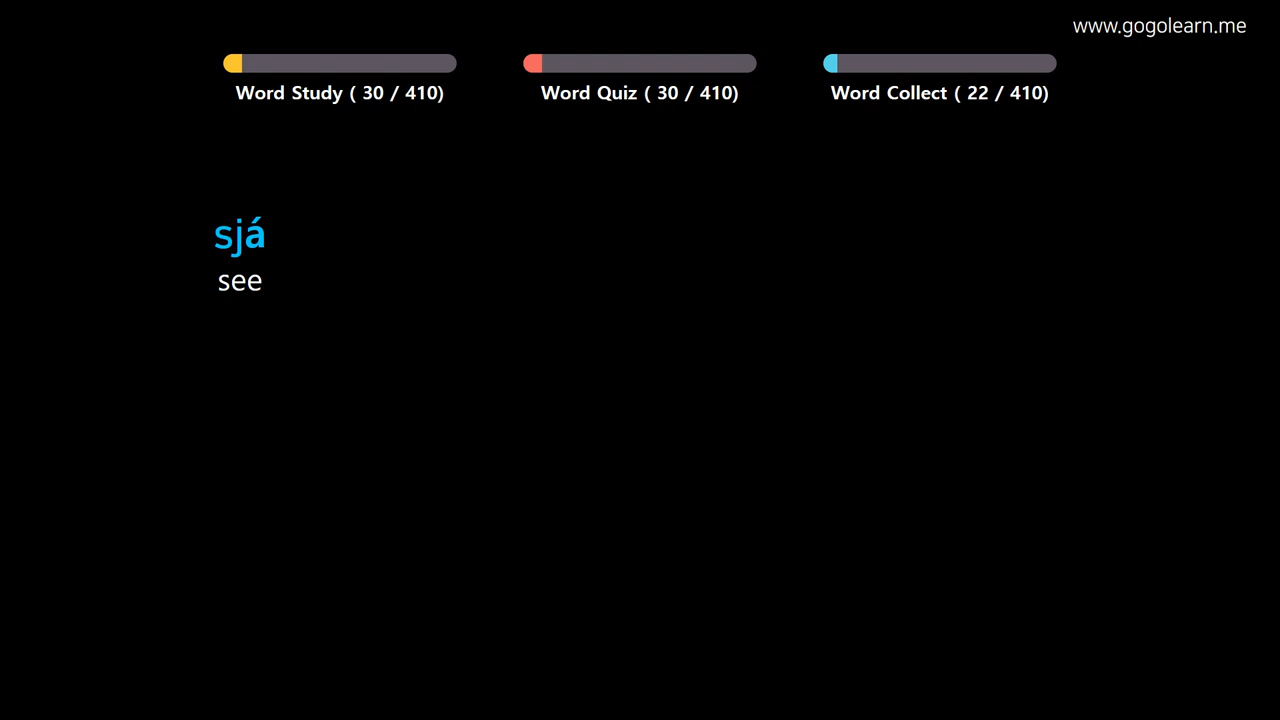 www.gogolearn.me
Word Study ( 30 / 410)
Word Quiz ( 30 / 410)
Word Collect ( 22 / 410)
sjá
see